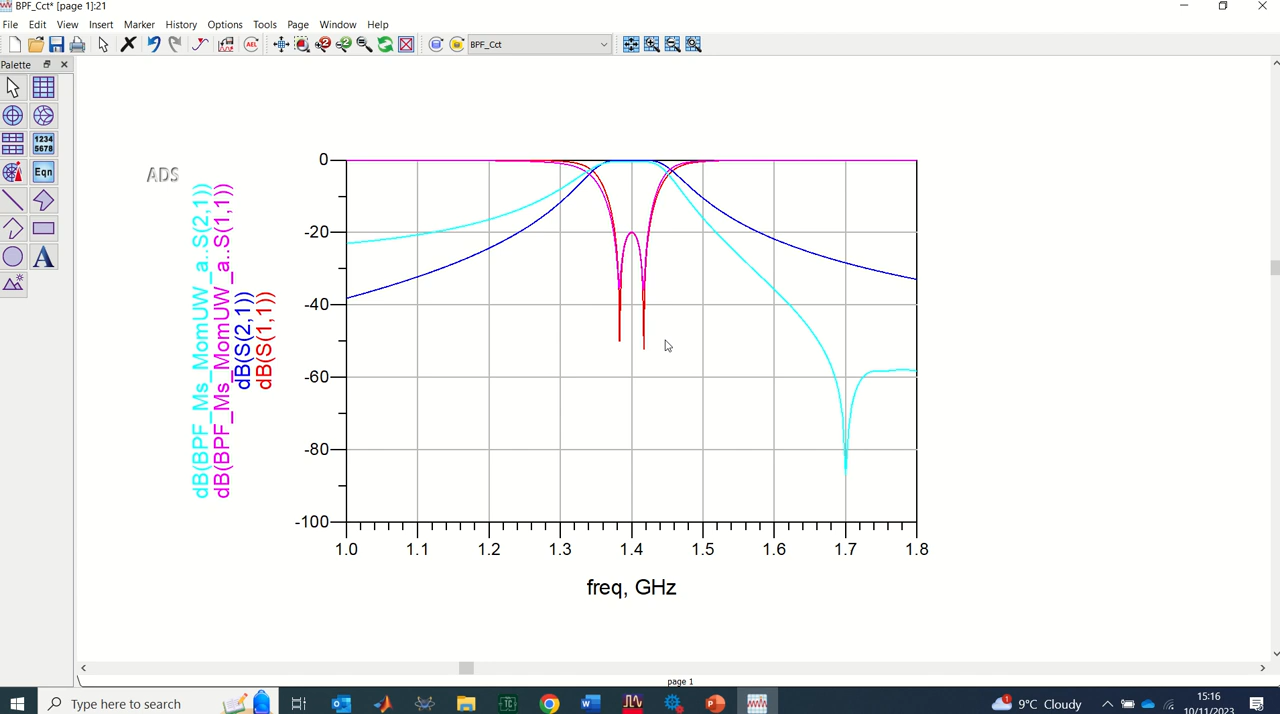 BPF_Cct* [page 1]:21
File Edit View Insert Marker History Options Tools Page Window Help
AEL
BPF_Cct
Palette
1234
5678
Eqn
A
ADS
dB(BPF_Ms_MomUW_a..S(2,1))
dB(BPF_Ms_MomUW_a..S(1,1))
dB(S(2,1))
dB(S(1,1))
0
-20
-40
-60
-80
-100
1.0 1.1 1.2 1.3 1.4 1.5 1.6 1.7 1.8
freq, GHz
page 1
Type here to search
9°C Cloudy
15:16
10/11/2023